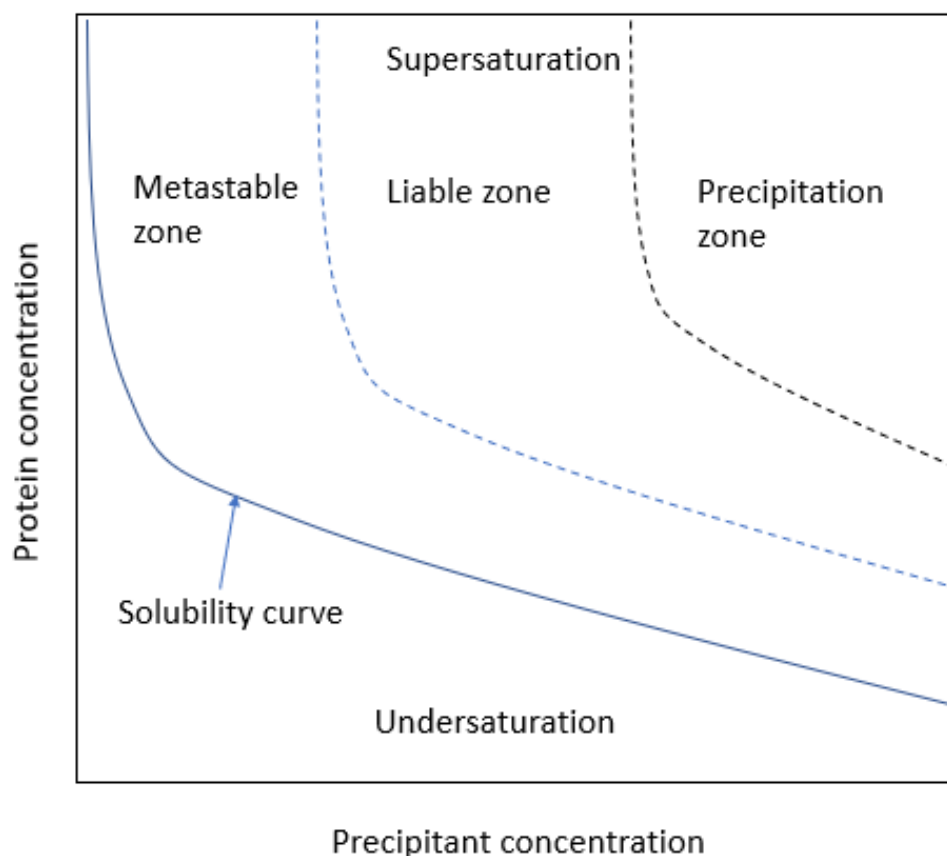 Supersaturation
Metastable
zone
Liable zone
Precipitation
zone
Protein concentration
Solubility curve
Undersaturation
Precipitant concentration